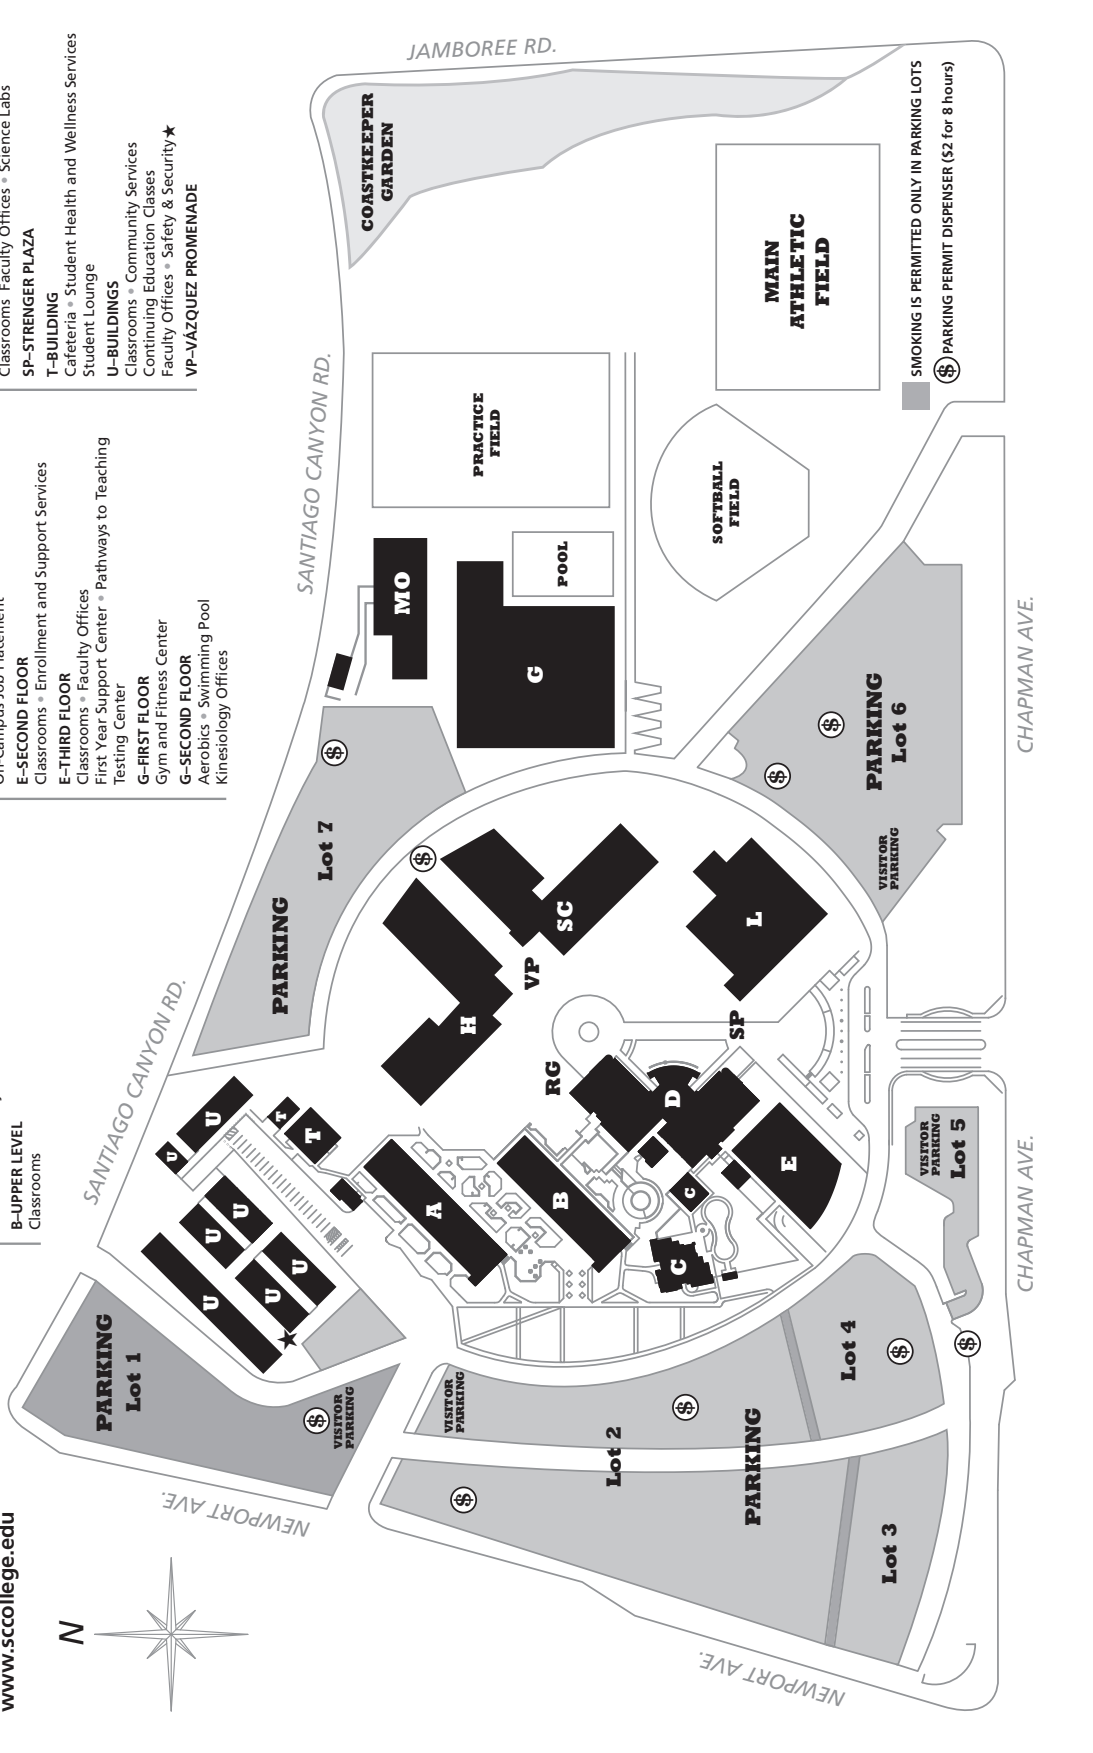 www.sccollege.edu
B–UPPER LEVEL
Classrooms
E–SECOND FLOOR
Classrooms • Enrollment and Support Services
E–THIRD FLOOR
Classrooms • Faculty Offices
First Year Support Center • Pathways to Teaching
Testing Center
G–FIRST FLOOR
Gym and Fitness Center
G–SECOND FLOOR
Aerobics • Swimming Pool
Kinesiology Offices
Classrooms Faculty Offices • Science Labs
SP–STRENGER PLAZA
T–BUILDING
Cafeteria • Student Health and Wellness Services
Student Lounge
U–BUILDINGS
Classrooms • Community Services
Continuing Education Classes
Faculty Offices • Safety & Security★
VP–VÁZQUEZ PROMENADE
N
NEWPORT AVE.
PARKING
Lot 1
$
VISITOR
PARKING
SANTIAGO CANYON RD.
U
U
U
U
U
U
U
★
T
T
PARKING
Lot 7
$
$
SANTIAGO CANYON RD.
MO
G
POOL
PRACTICE
FIELD
COASTKEEPER
GARDEN
JAMBOREE RD.
MAIN
ATHLETIC
FIELD
SOFTBALL
FIELD
H
SC
VP
RG
A
B
D
L
SP
C
C
E
VISITOR
PARKING
$
Lot 2
$
PARKING
Lot 3
Lot 4
$
$
VISITOR
PARKING
Lot 5
VISITOR
PARKING
PARKING
Lot 6
$
$
NEWPORT AVE.
CHAPMAN AVE.
CHAPMAN AVE.
SMOKING IS PERMITTED ONLY IN PARKING LOTS
$ PARKING PERMIT DISPENSER ($2 for 8 hours)